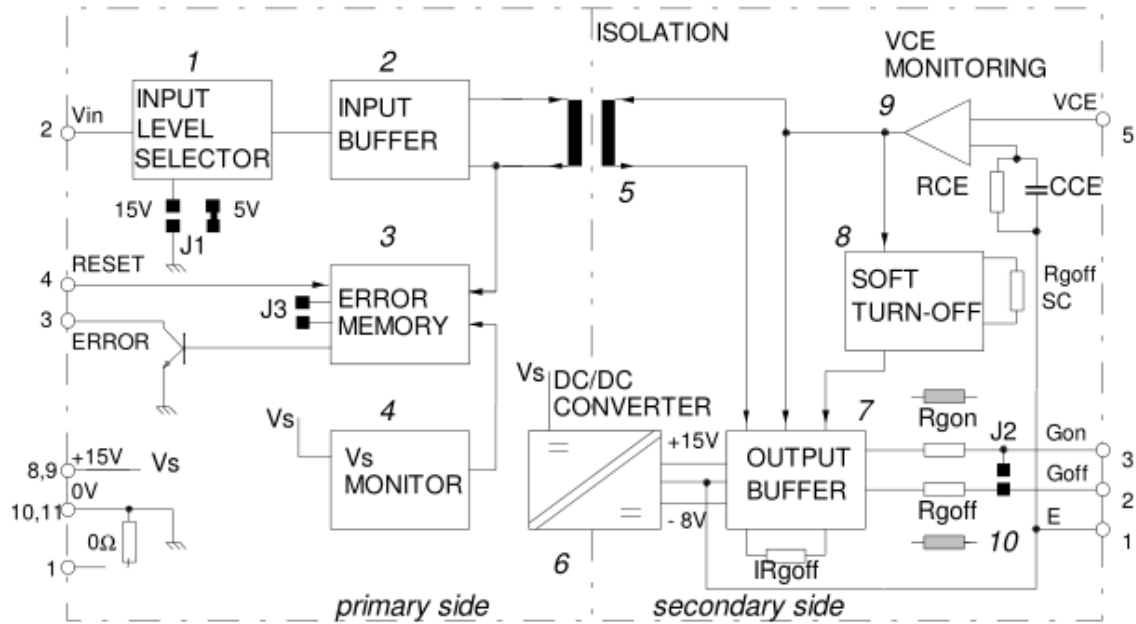 ISOLATION
VCE
MONITORING
1
2
9
VCE
5
2
Vin
INPUT
LEVEL
SELECTOR
INPUT
BUFFER
RCE
CCE
5
15V
5V
J1
3
8
4
RESET
J3
ERROR
MEMORY
SOFT
TURN-OFF
Rgoff
SC
3
ERROR
Vs
DC/DC
CONVERTER
4
7
Rgon
Vs
+15V
J2
Gon
3
8,9
+15V
Vs
Vs
MONITOR
OUTPUT
BUFFER
Goff
2
0V
10,11
- 8V
Rgoff
E
1
0Ω
6
10
1
IRgoff
primary side
secondary side